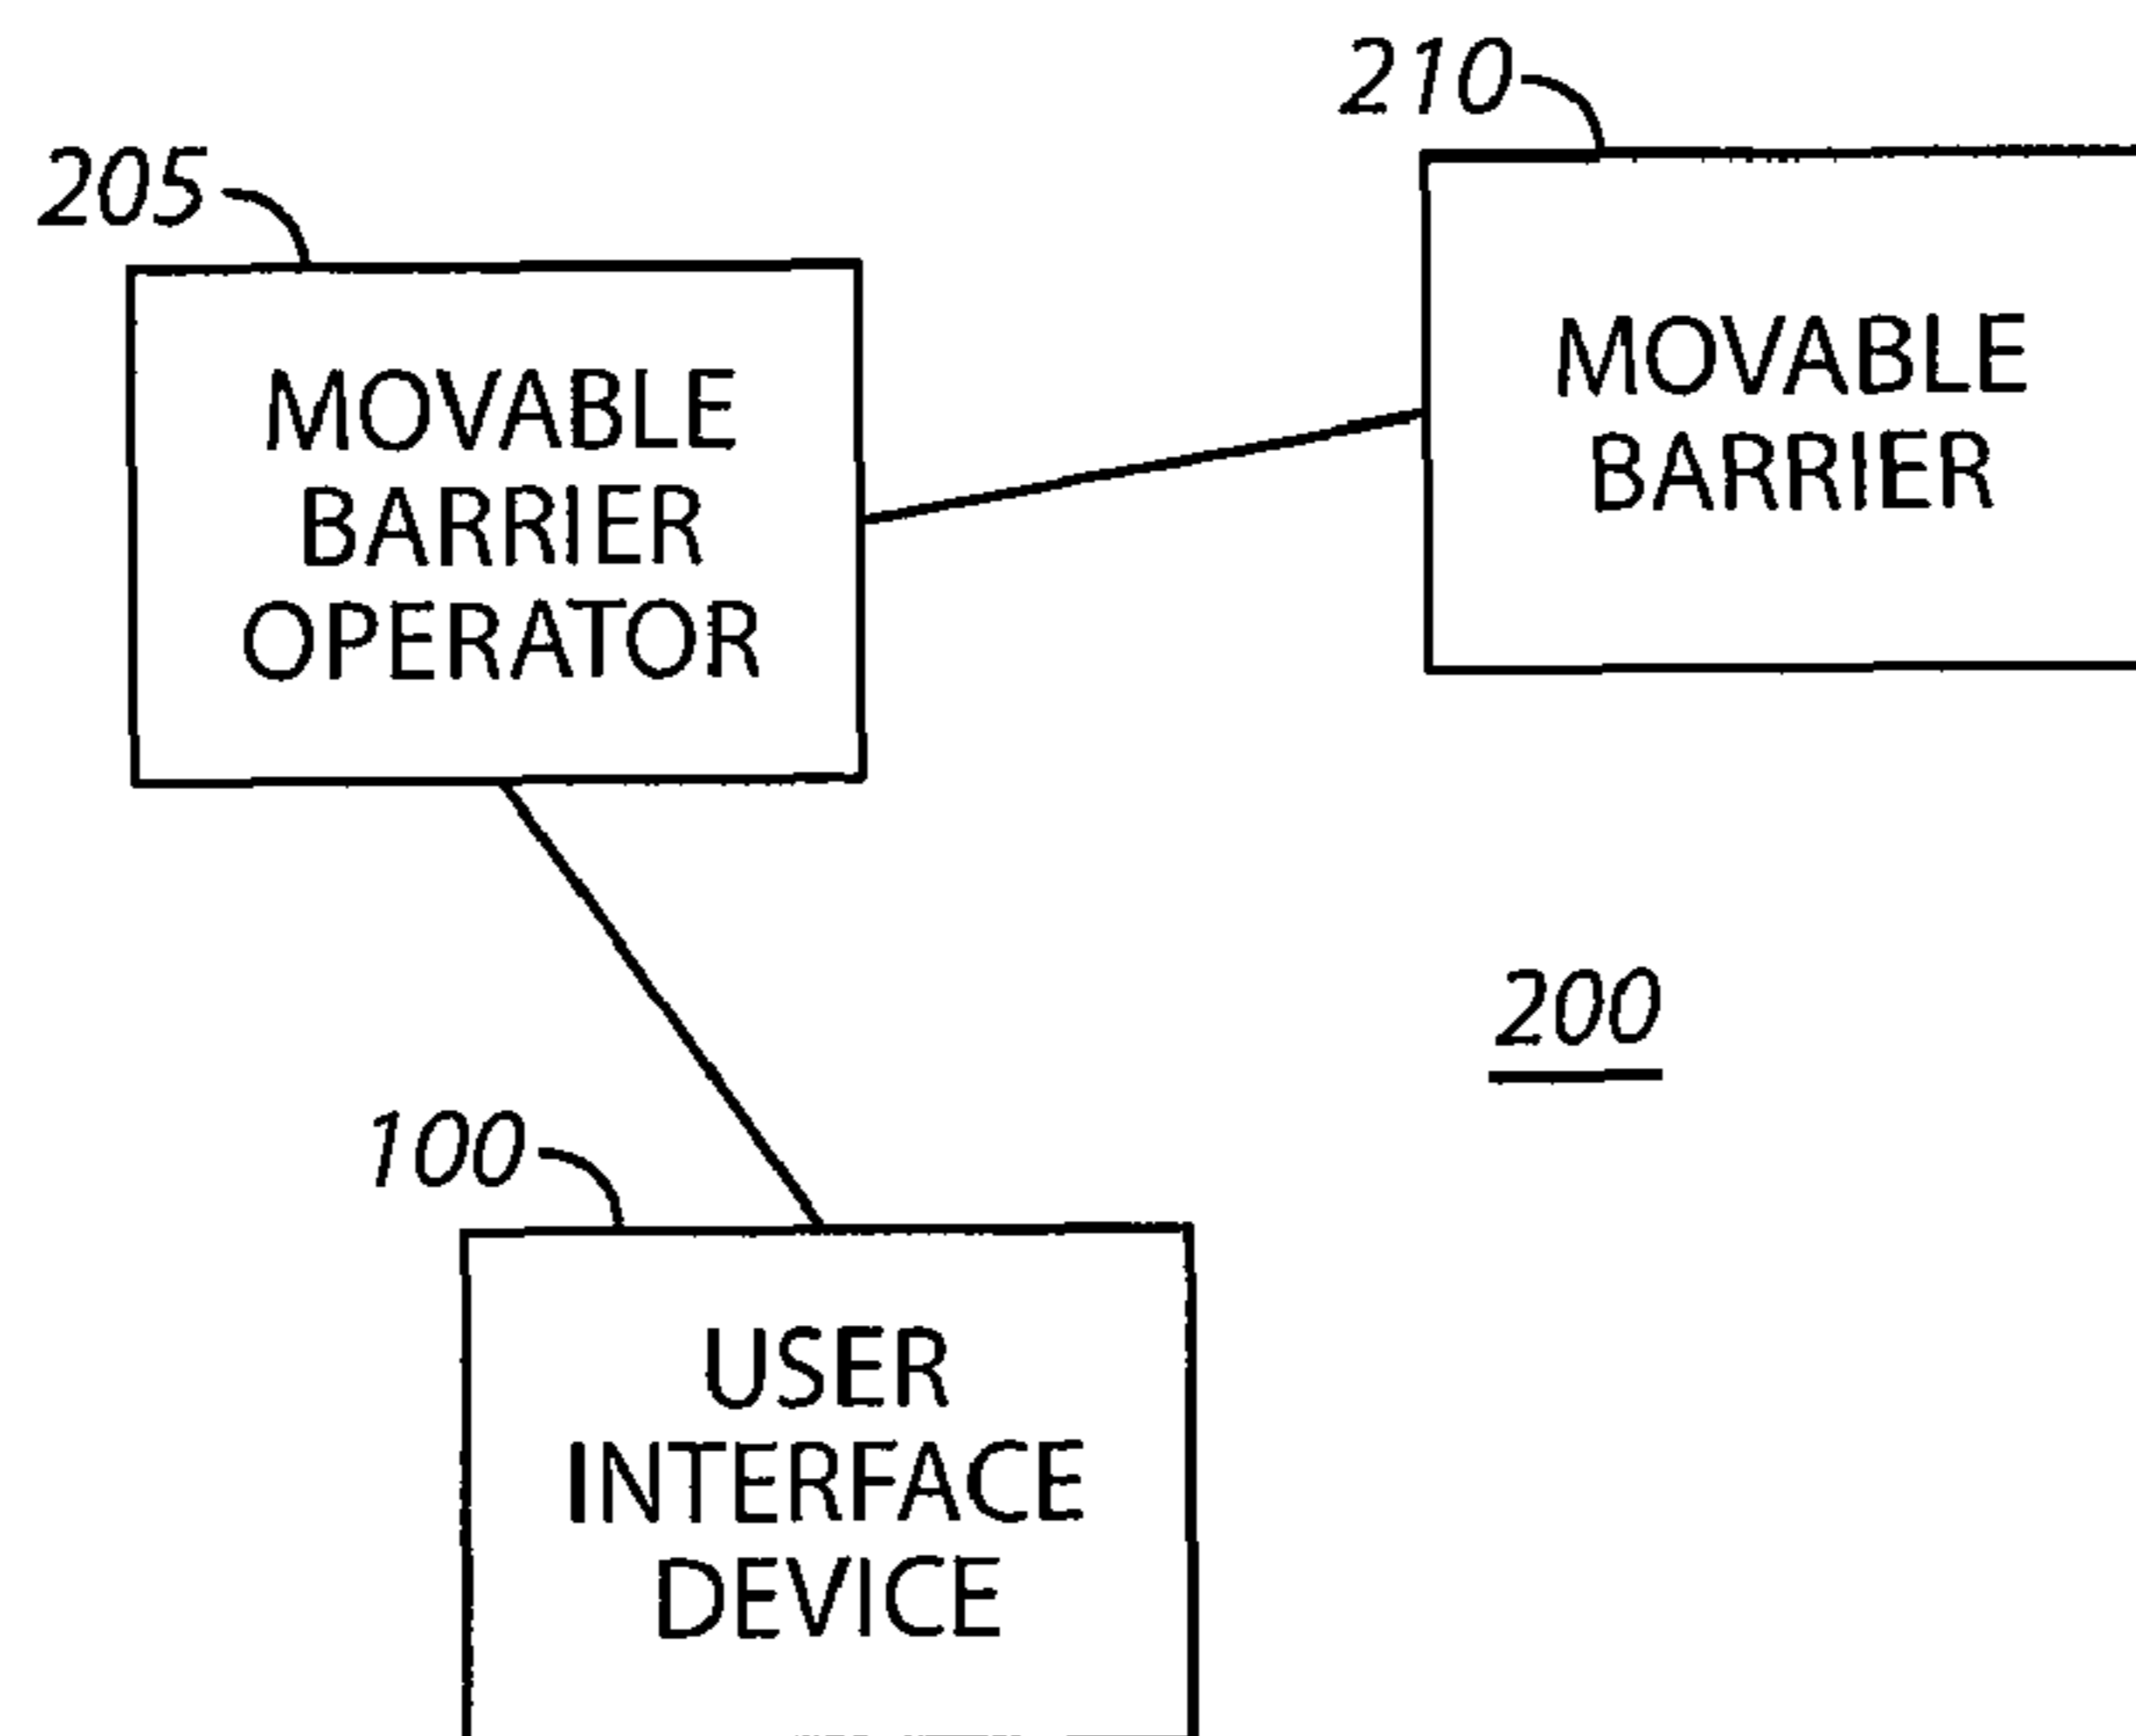 210
205
MOVABLE
BARRIER
MOVABLE
BARRIER
OPERATOR
200
100
USER
INTERFACE
DEVICE